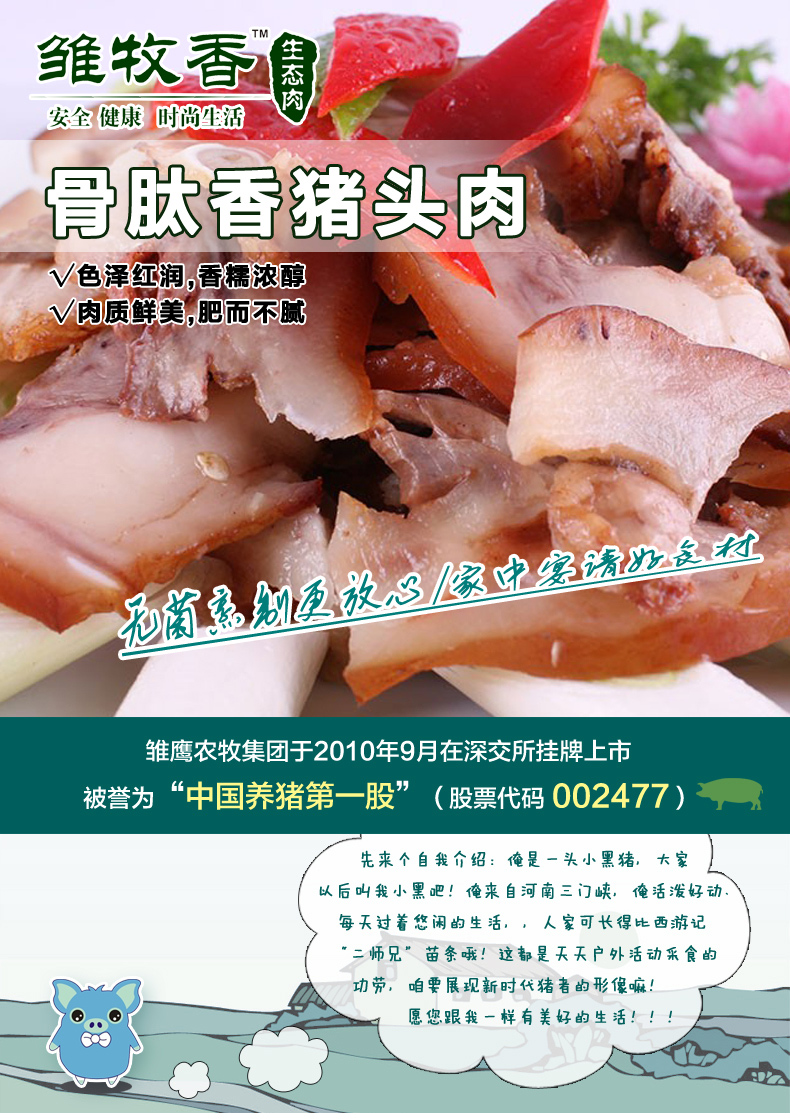 雏牧香™
生态肉
安全 健康 时尚生活
骨肽香猪头肉
√色泽红润,香糯浓醇
√肉质鲜美,肥而不腻
无菌烹制更放心/家中宴请好食材
雏鹰农牧集团于2010年9月在深交所挂牌上市
被誉为“中国养猪第一股”（股票代码 002477）
先来个自我介绍：俺是一头小黑猪，大家
以后叫我小黑吧！俺来自河南三门峡，俺活泼好动.
每天过着悠闲的生活，，人家可长得比西游记
“二师兄”苗条哦！这都是天天户外活动采食的
功劳，咱要展现新时代猪者的形像嘛！
愿您跟我一样有美好的生活！！！